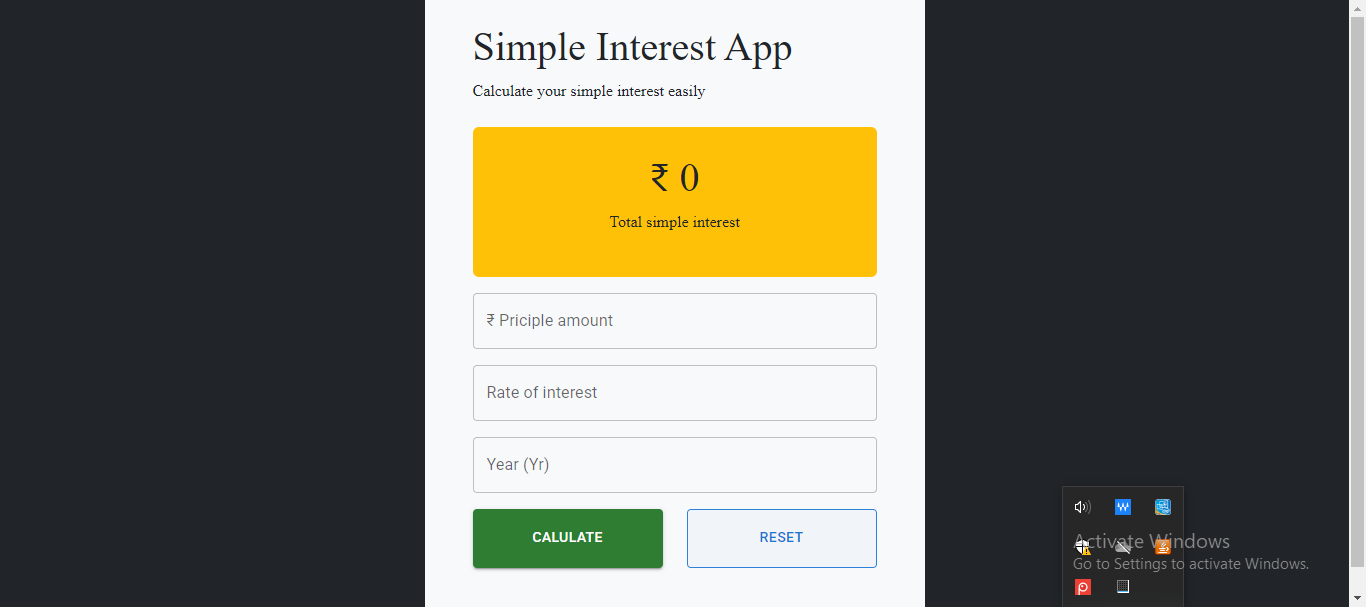 Simple Interest App
Calculate your simple interest easily
₹ 0
Total simple interest
₹ Priciple amount
Rate of interest
Year (Yr)
CALULATE
RESET
Activate Windows
Go to Settings to activate Windows.